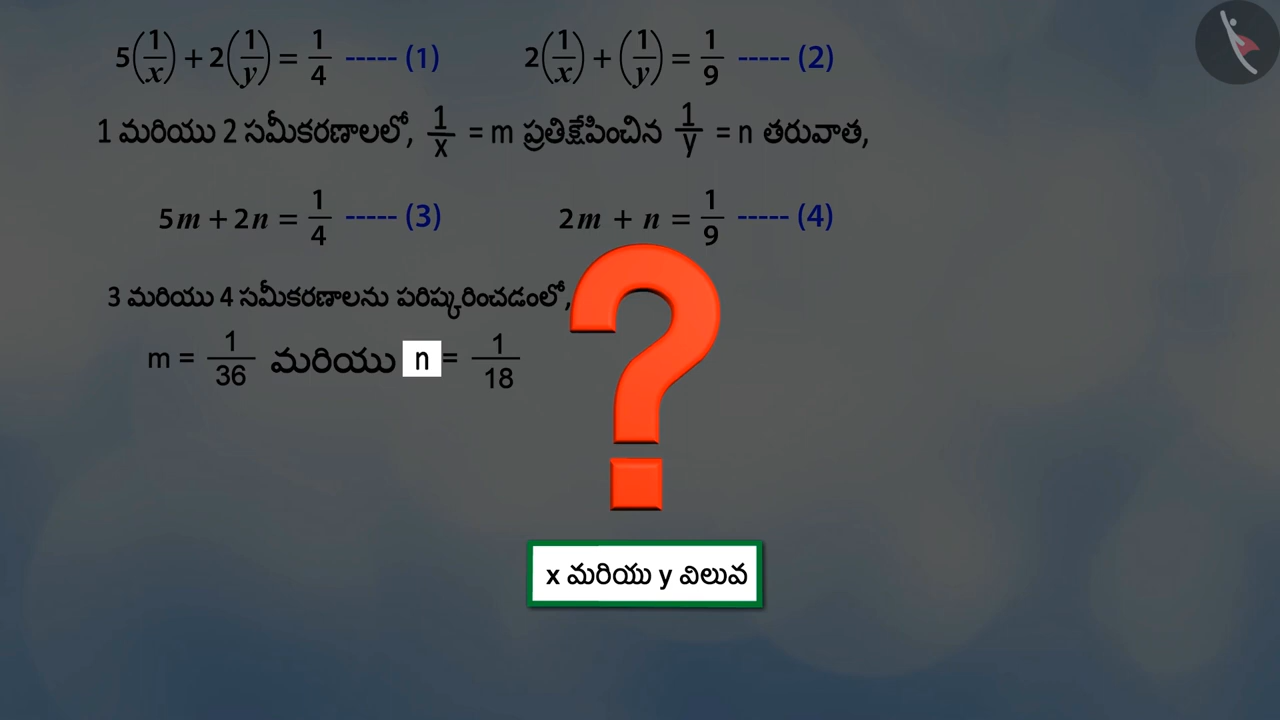 5(1/x) + 2(1/y) = 1/4 ----- (1) 2(1/x) + (1/y) = 1/9 ----- (2)
1 మరియు 2 సమీకరణాలలో, 1/x = m ప్రతిక్షేపించిన 1/y = n తరువాత,
5m + 2n = 1/4 ----- (3) 2m + n = 1/9 ----- (4)
3 మరియు 4 సమీకరణాలను పరిష్కరించడంలో,
m = 1/36 మరియు n = 1/18
?
x మరియు y విలువ